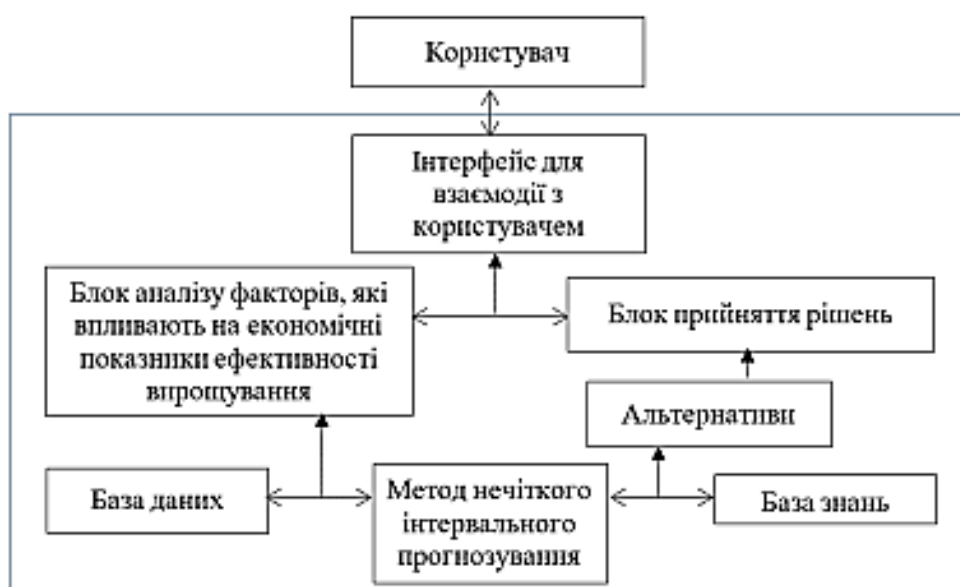 Користувач
Інтерфейс для
взаємодії з
користувачем
Блок аналізу факторів, які
впливають на економічні
показники ефективності
впрощування
Блок прийняття рішень
Альтернативи
База даних
Метод нечіткого
інтервального
прогнозування
База знань